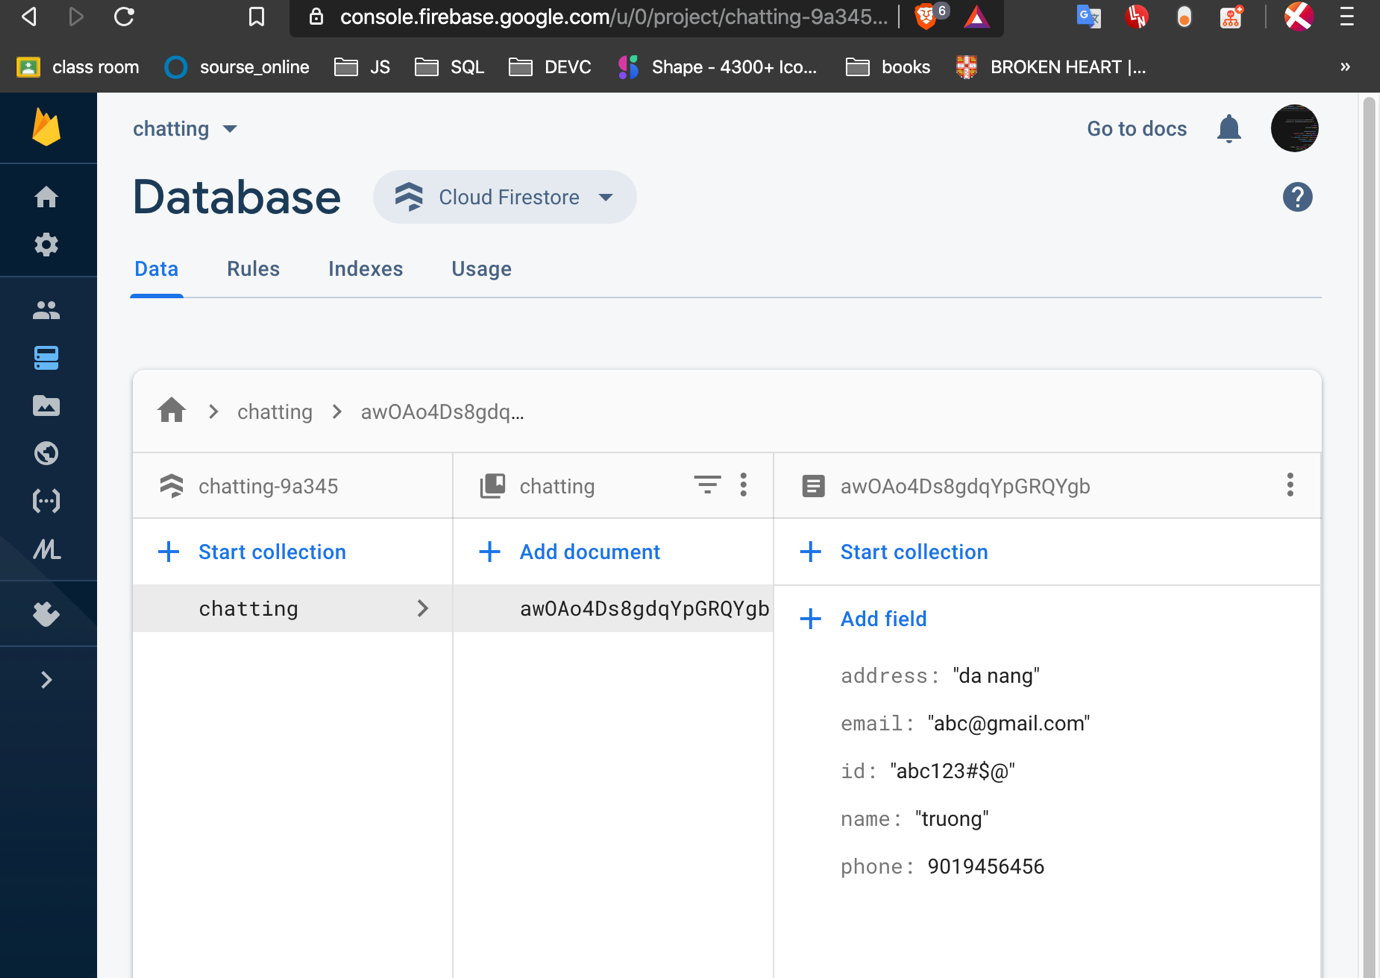 console.firebase.google.com/u/0/project/chatting-9a345...
6
class room
sourse_online
JS
SQL
DEVC
Shape - 4300+ Ico...
books
BROKEN HEART |...
»
chatting
Go to docs
Database
Cloud Firestore
?
Data
Rules
Indexes
Usage
chatting
awOAo4Ds8gdq...
chatting-9a345
chatting
awOAo4Ds8gdqYpGRQYgb
+ Start collection
+ Add document
+ Start collection
chatting
awOAo4Ds8gdqYpGRQYgb
+ Add field
address: "da nang"
email: "abc@gmail.com"
id: "abc123#$@"
name: "truong"
phone: 9019456456